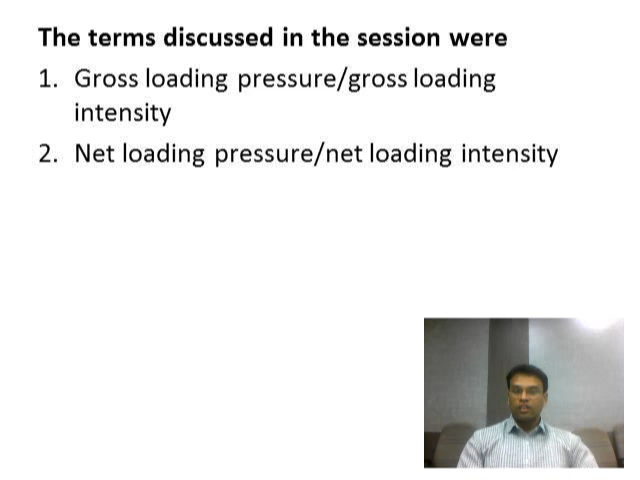 The terms discussed in the session were
1. Gross loading pressure/gross loading
intensity
2. Net loading pressure/net loading intensity